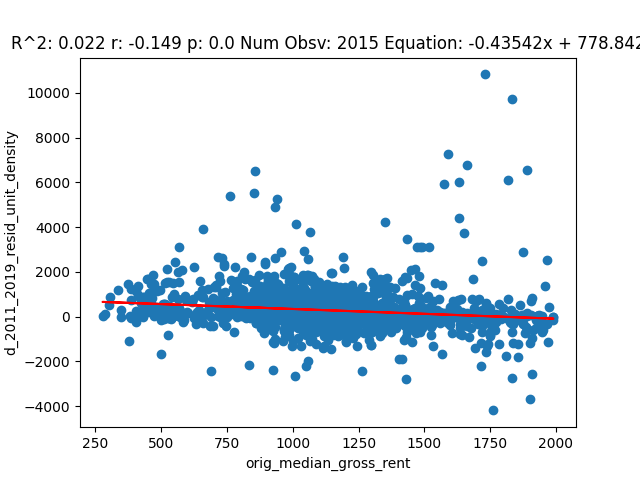 R^2: 0.022 r: -0.149 p: 0.0 Num Obsv: 2015 Equation: -0.43542x + 778.842
10000
8000
6000
4000
2000
0
−2000
−4000
d_2011_2019_resid_unit_density
250 500 750 1000 1250 1500 1750 2000
orig_median_gross_rent